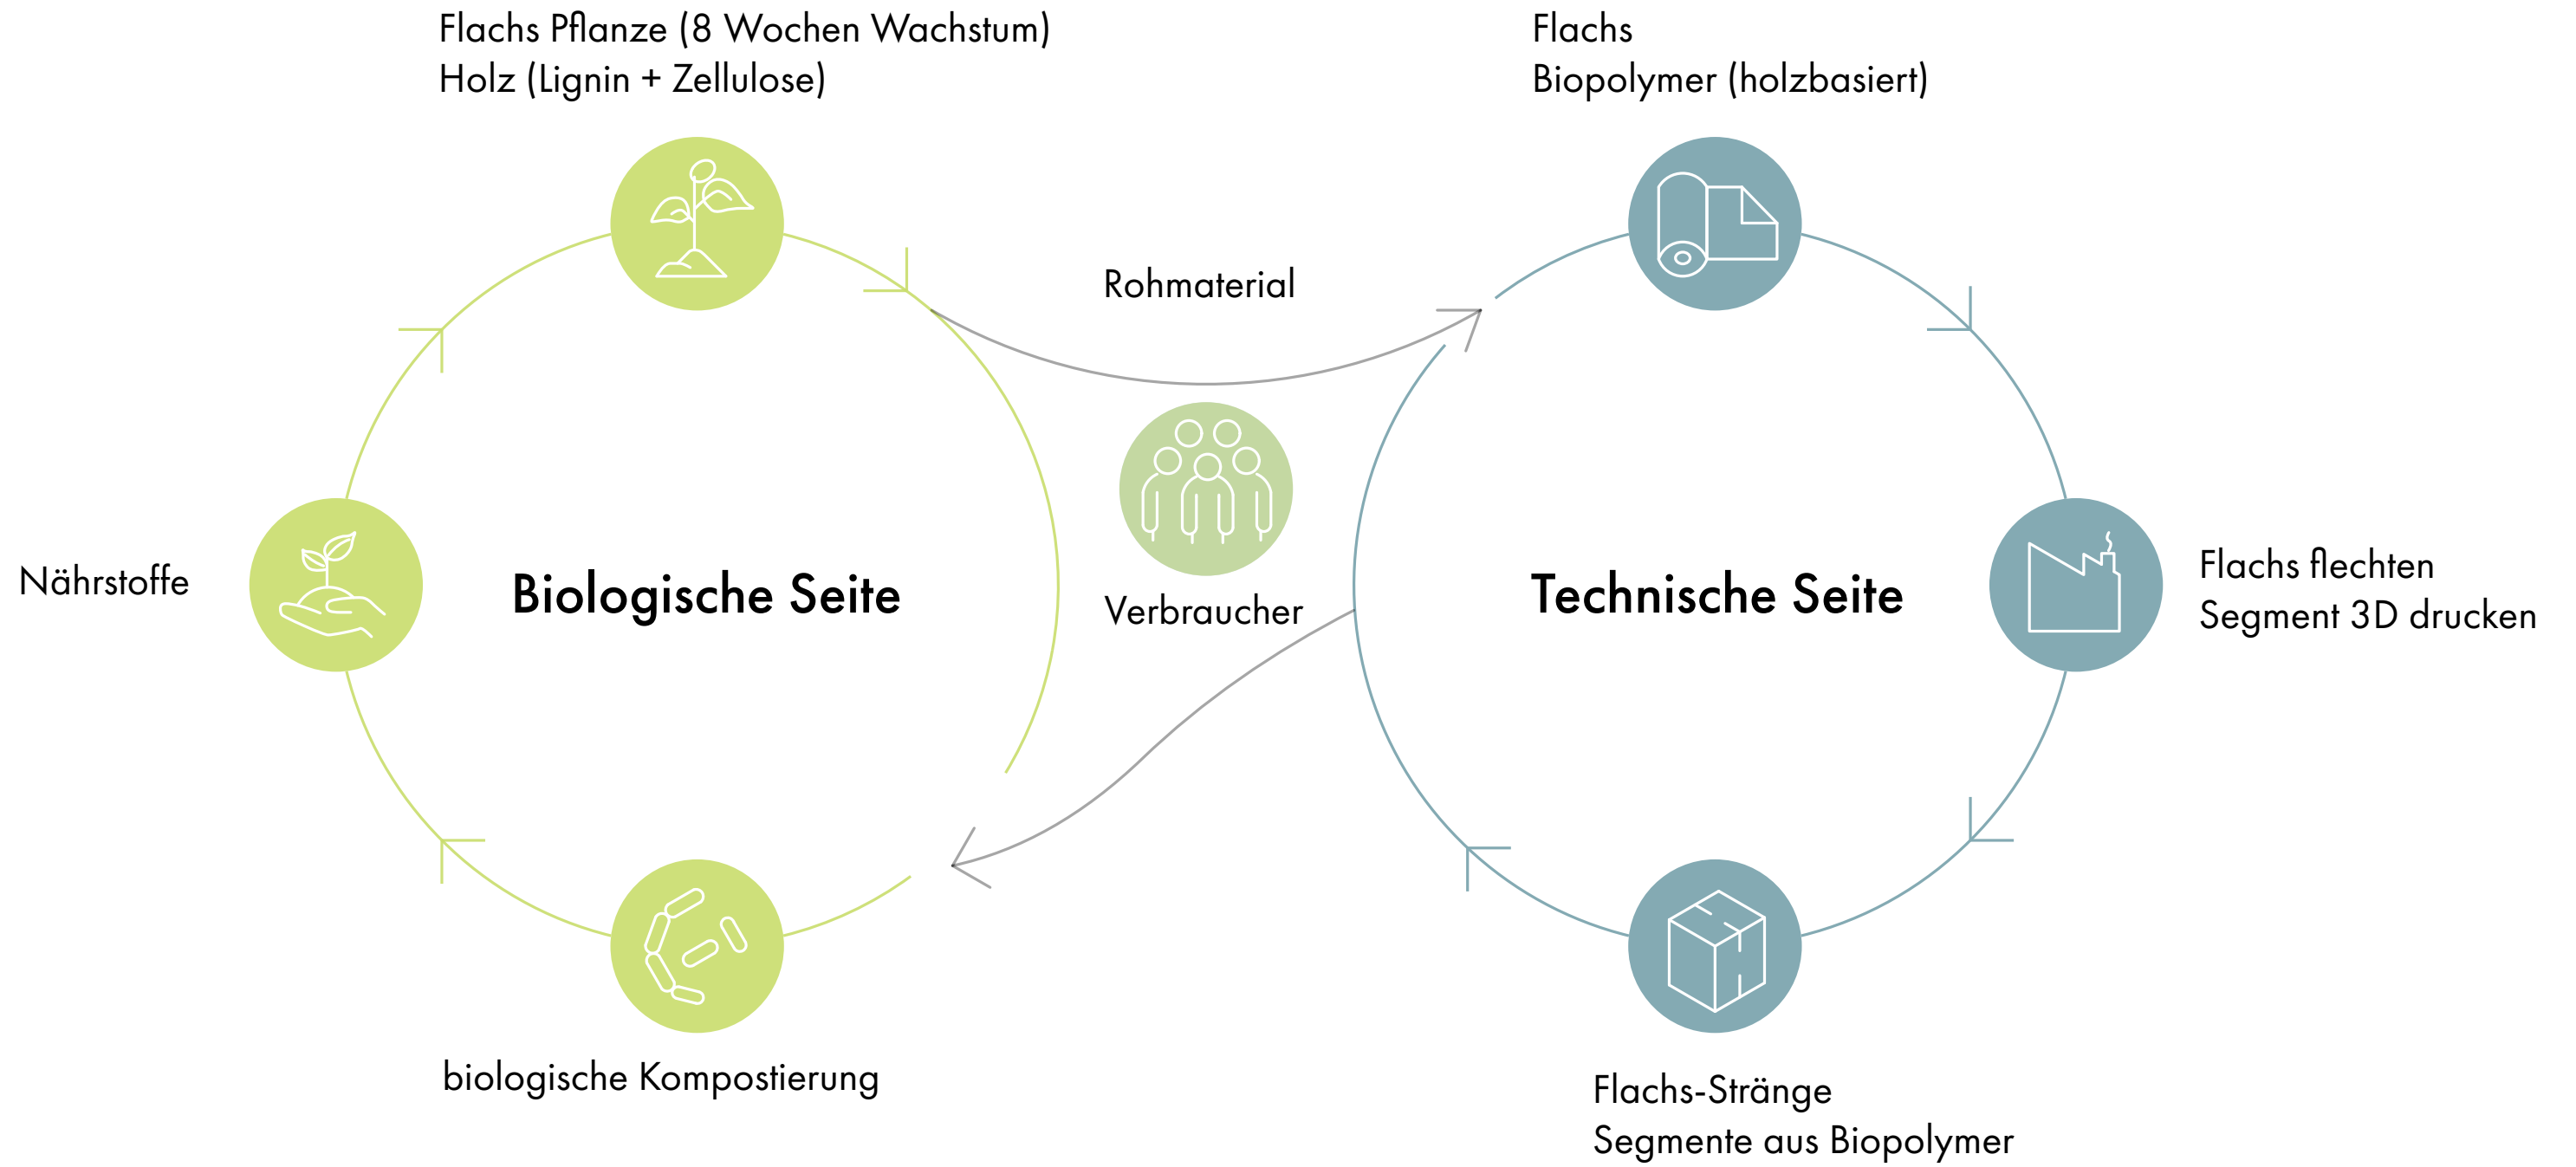 Flachs Pflanze (8 Wochen Wachstum)
Holz (Lignin + Zellulose)
Flachs
Biopolymer (holzbasiert)
Rohmaterial
Nährstoffe
Biologische Seite
Verbraucher
Technische Seite
Flachs flechten
Segment 3D drucken
biologische Kompostierung
Flachs-Stränge
Segmente aus Biopolymer